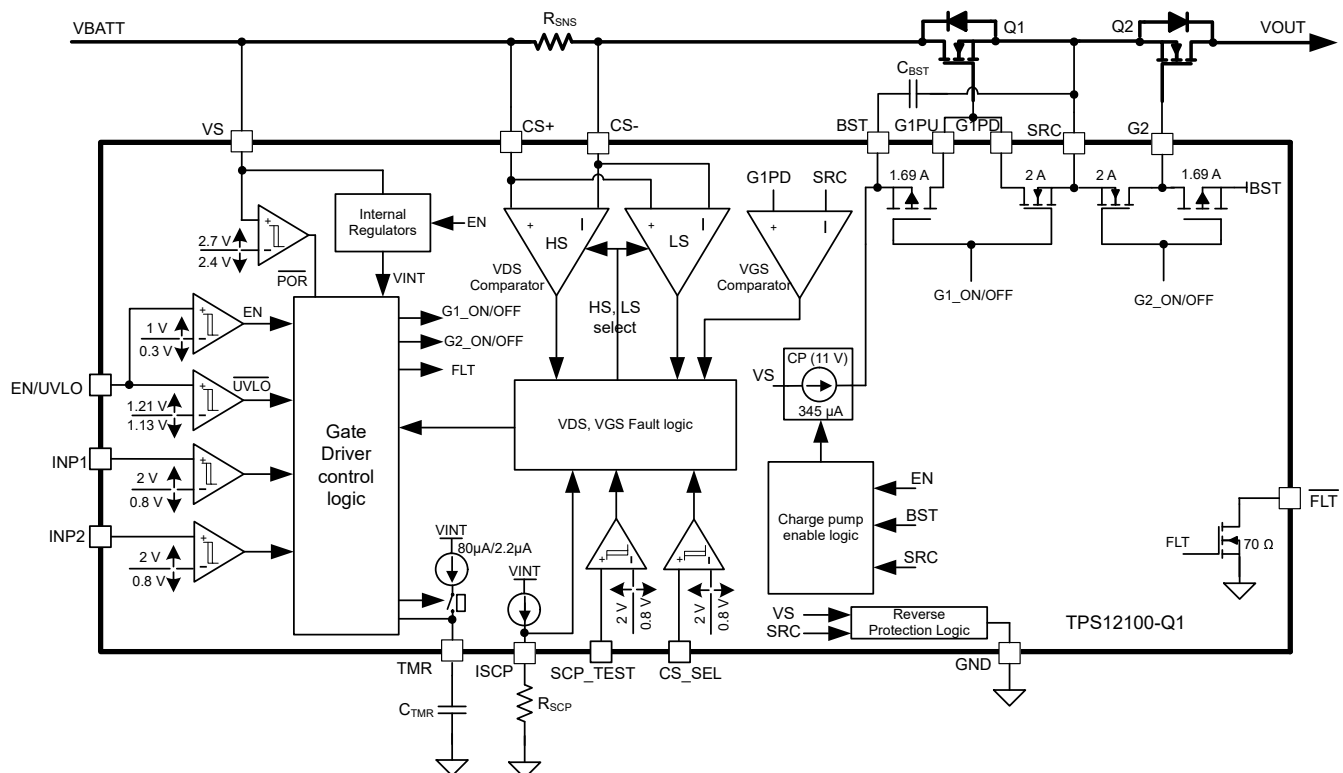 VBATT
RSNS
Q1
Q2
VOUT
CBST
VS
CS+
CS-
BST
G1PU
G1PD
SRC
G2
1.69 A
2 A
2 A
1.69 A
BST
G1PD
SRC
Internal
Regulators
EN
+
HS
LS
VDS
Comparator
VGS
Comparator
2.7 V
2.4 V
POR
VINT
HS, LS
select
G1_ON/OFF
G2_ON/OFF
EN
1 V
0.3 V
G1_ON/OFF
G2_ON/OFF
FLT
CP (11 V)
VS
345 µA
EN/UVLO
UVLO
1.21 V
1.13 V
Gate
Driver
control
logic
VDS, VGS Fault logic
INP1
2 V
0.8 V
EN
BST
SRC
Charge pump
enable logic
FLT
INP2
2 V
0.8 V
VINT
80µA/2.2µA
VINT
2 V
0.8 V
2 V
0.8 V
FLT
70 Ω
VS
SRC
Reverse
Protection Logic
TPS12100-Q1
TMR
ISCP
SCP_TEST
CS_SEL
GND
CTMR
RSCP